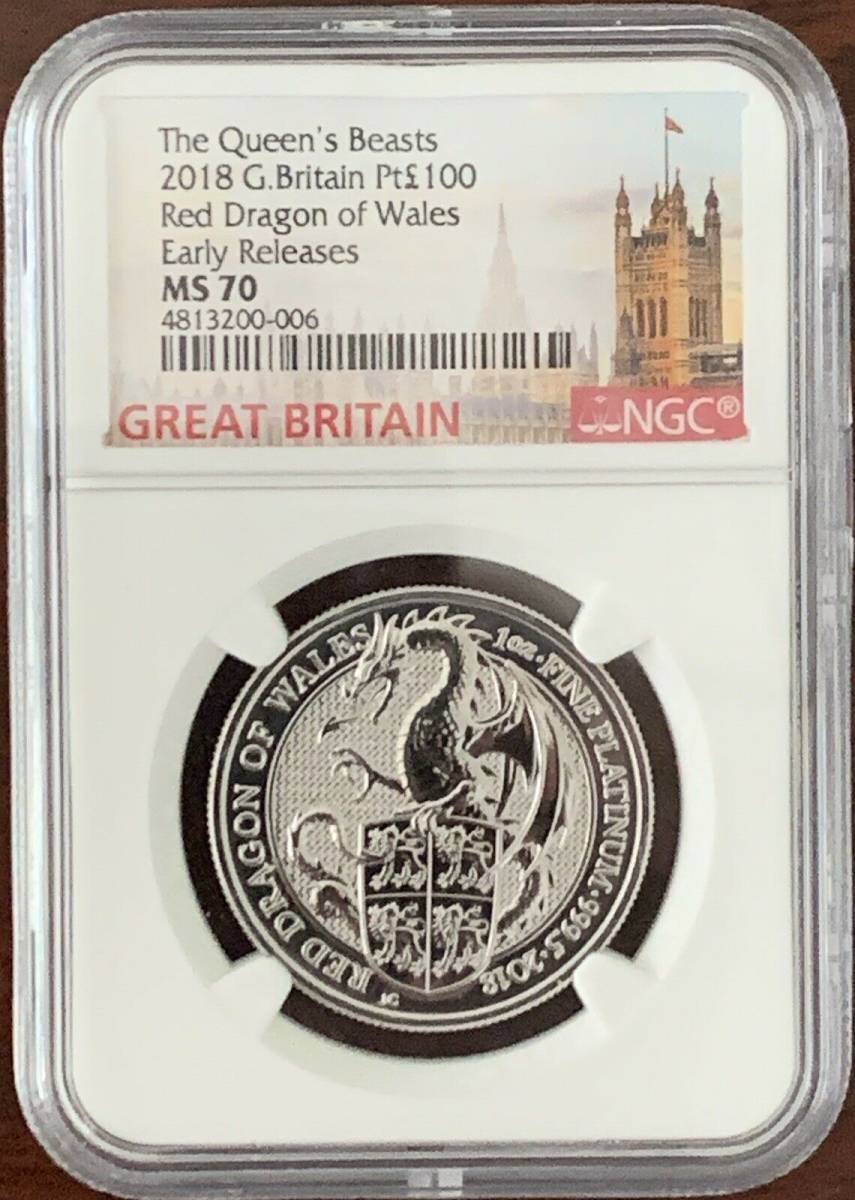 The Queen's Beasts
2018 G.Britain Pt£100
Red Dragon of Wales
Early Releases
MS 70
4813200-006
GREAT BRITAIN
NGC®
RED DRAGON OF WALES
1oz·FINE PLATINUM·999.5·2018
JC